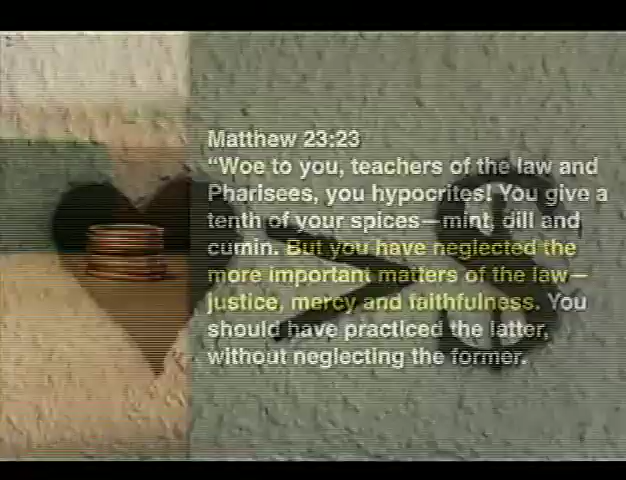 Matthew 23:23
“Woe to you, teachers of the law and
Pharisees, you hypocrites! You give a
tenth of your spices—mint, dill and
cumin. But you have neglected the
more important matters of the law—
justice, mercy and faithfulness. You
should have practiced the latter,
without neglecting the former.